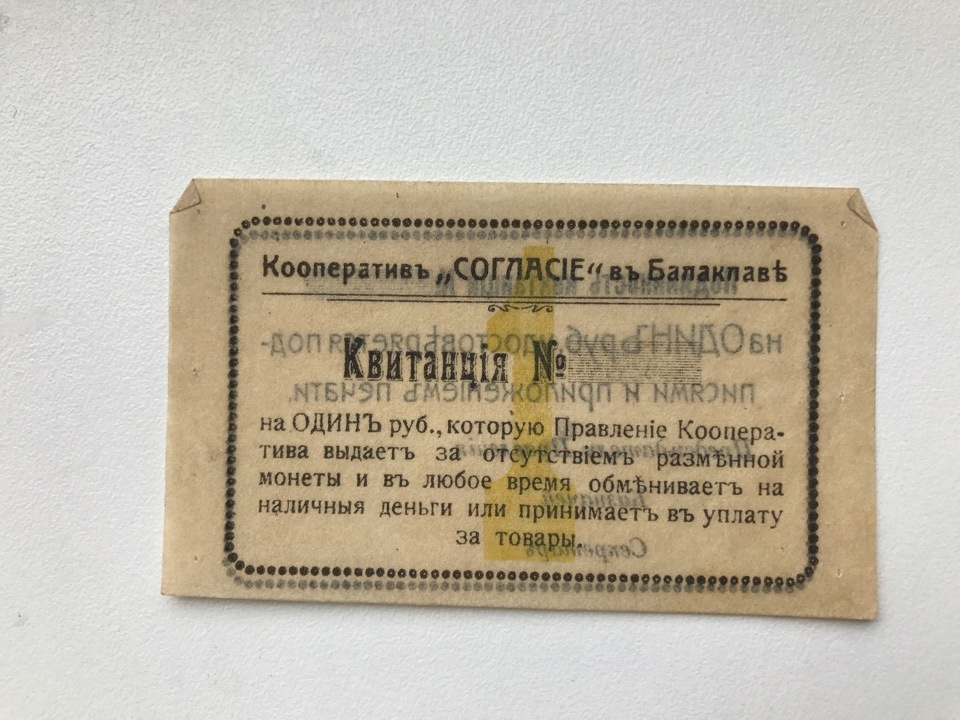 Кооперативъ „СОГЛАСІЕ“ въ Балаклавѣ
Квитанція №
на ОДИНЪ руб., которую Правленіе Коопера-
тива выдаетъ за отсутствіемъ размѣнной
монеты и въ любое время обмѣниваетъ на
наличныя деньги или принимаетъ въ уплату
за товары.